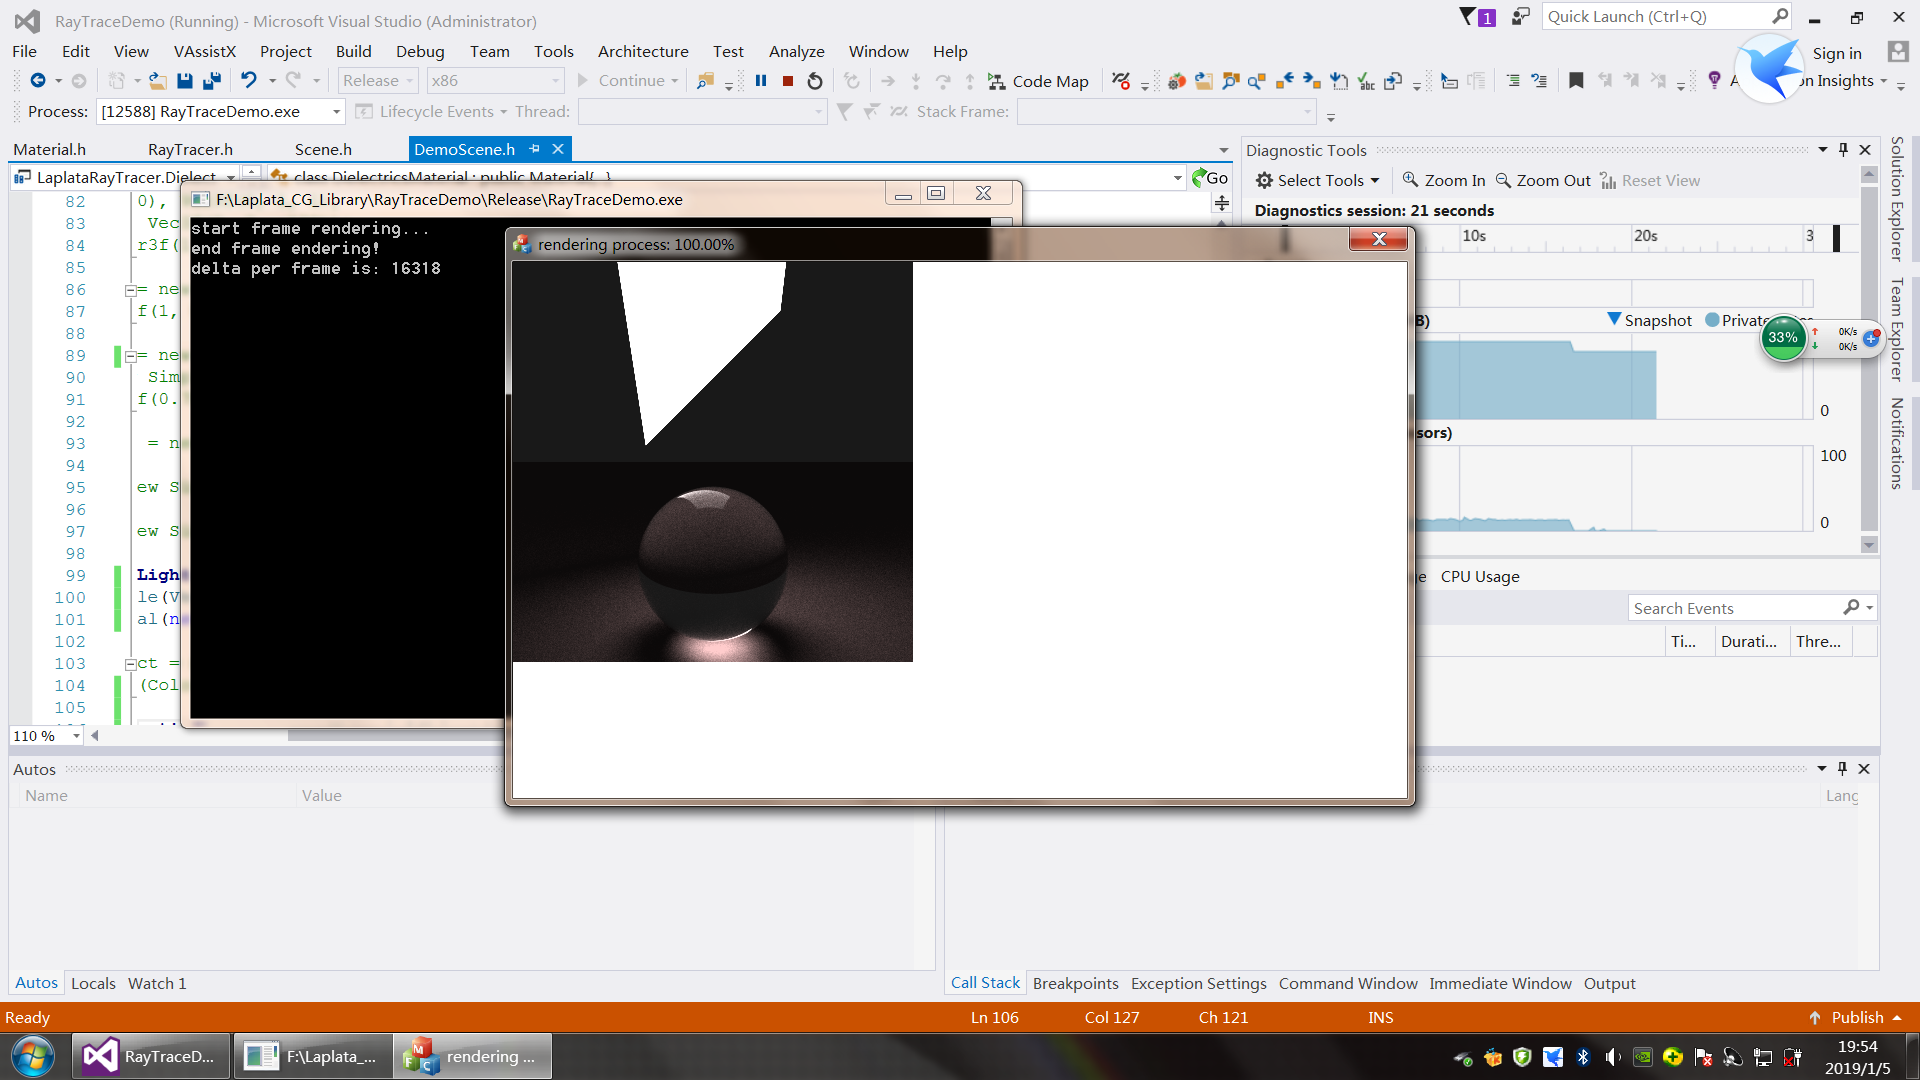 RayTraceDemo (Running) - Microsoft Visual Studio (Administrator)
1
Quick Launch (Ctrl+Q)
File Edit View VAssistX Project Build Debug Team Tools Architecture Test Analyze Window Help
Sign in
Release x86 Continue Code Map
on Insights
Process: [12588] RayTraceDemo.exe Lifecycle Events Thread: Stack Frame:
Material.h RayTracer.h Scene.h DemoScene.h
LaplataRayTracer.Dielect class DielectricsMaterial : public Material{...}
Go
Diagnostic Tools
Select Tools Zoom In Zoom Out Reset View
Diagnostics session: 21 seconds
10s 20s 3
Snapshot Private
0
sors)
100
0
33%
0K/s
0K/s
CPU Usage
Search Events
Ti... Durati... Thre...
Solution Explorer
Team Explorer
Notifications
82 0),
83 Vec
84 r3f(
85
86 = ne
87 f(1,
88
89 = ne
90 Sim
91 f(0.
92
93 = n
94
95 ew S
96
97 ew S
98
99 Ligh
100 le(V
101 al(n
102
103 ct =
104 (Col
105
110 %
F:\Laplata_CG_Library\RayTraceDemo\Release\RayTraceDemo.exe
start frame rendering...
end frame endering!
delta per frame is: 16318
rendering process: 100.00%
Autos
Name Value
Lang
Autos Locals Watch 1
Call Stack Breakpoints Exception Settings Command Window Immediate Window Output
Ready Ln 106 Col 127 Ch 121 INS Publish
RayTraceD... F:\Laplata_... rendering ...
19:54
2019/1/5